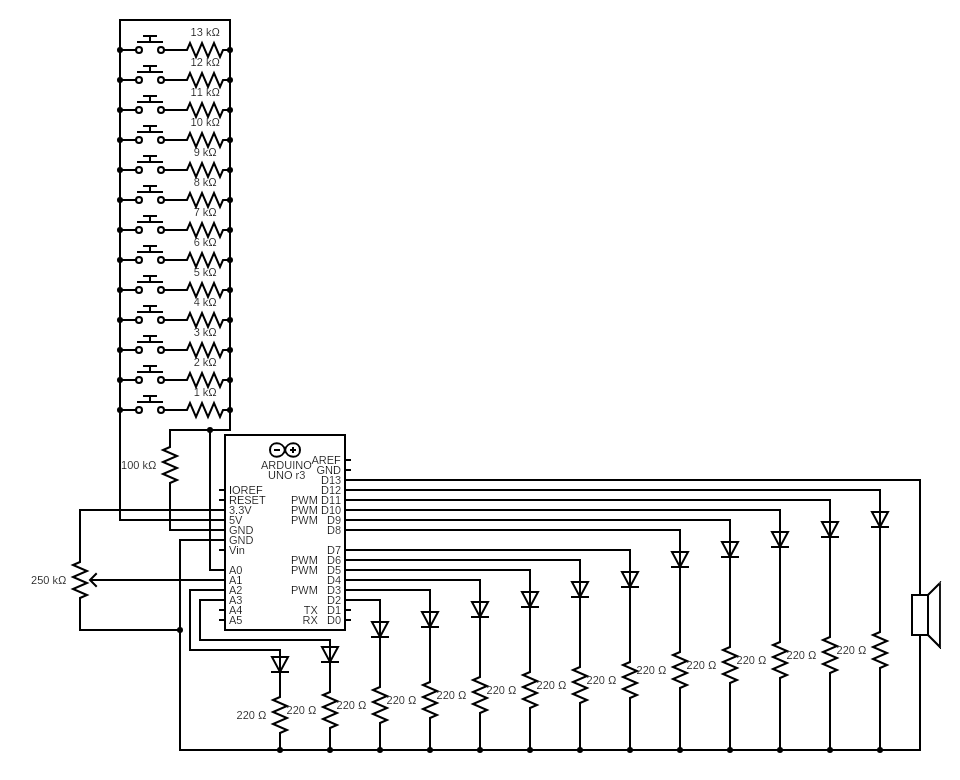 13 kΩ
12 kΩ
11 kΩ
10 kΩ
9 kΩ
8 kΩ
7 kΩ
6 kΩ
5 kΩ
4 kΩ
3 kΩ
2 kΩ
1 kΩ
100 kΩ
250 kΩ
ARDUINO
UNO r3
IOREF
RESET
3.3V
5V
GND
GND
Vin
A0
A1
A2
A3
A4
A5
AREF
GND
D13
D12
PWM D11
PWM D10
PWM D9
D8
D7
PWM D6
PWM D5
D4
PWM D3
D2
TX D1
RX D0
220 Ω
220 Ω
220 Ω
220 Ω
220 Ω
220 Ω
220 Ω
220 Ω
220 Ω
220 Ω
220 Ω
220 Ω
220 Ω